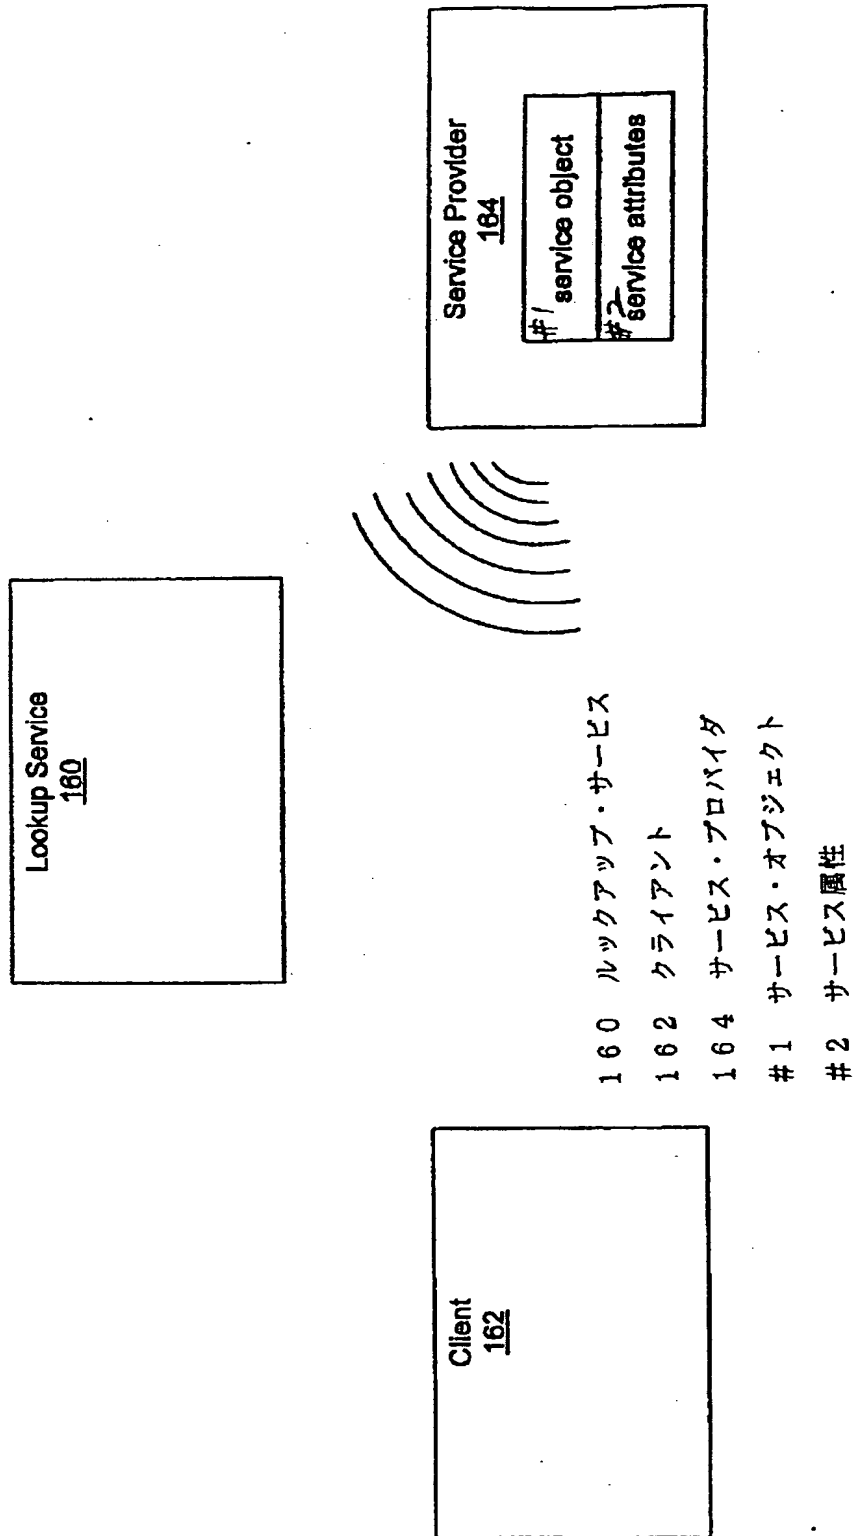 Lookup Service
160
Client
162
Service Provider
164
#1 service object
#2 service attributes
160 ルックアップ・サービス
162 クライアント
164 サービス・プロバイダ
#1 サービス・オブジェクト
#2 サービス属性